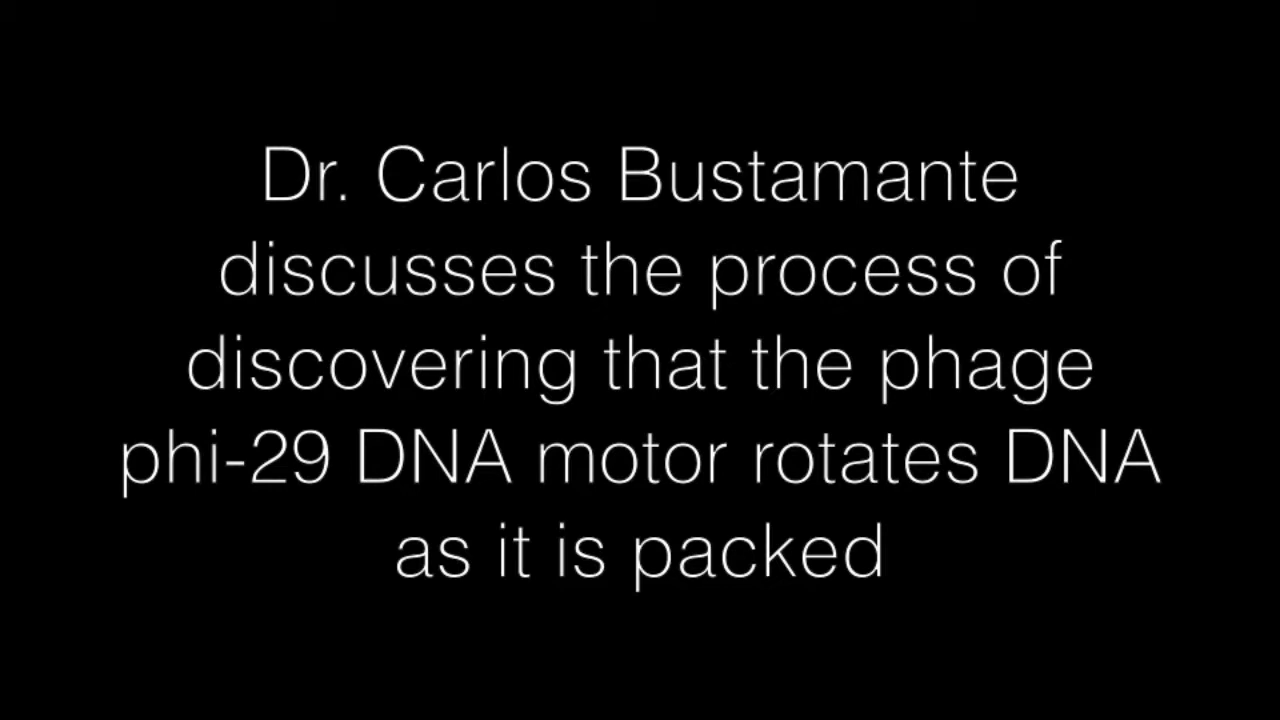 Dr. Carlos Bustamante
discusses the process of
discovering that the phage
phi-29 DNA motor rotates DNA
as it is packed